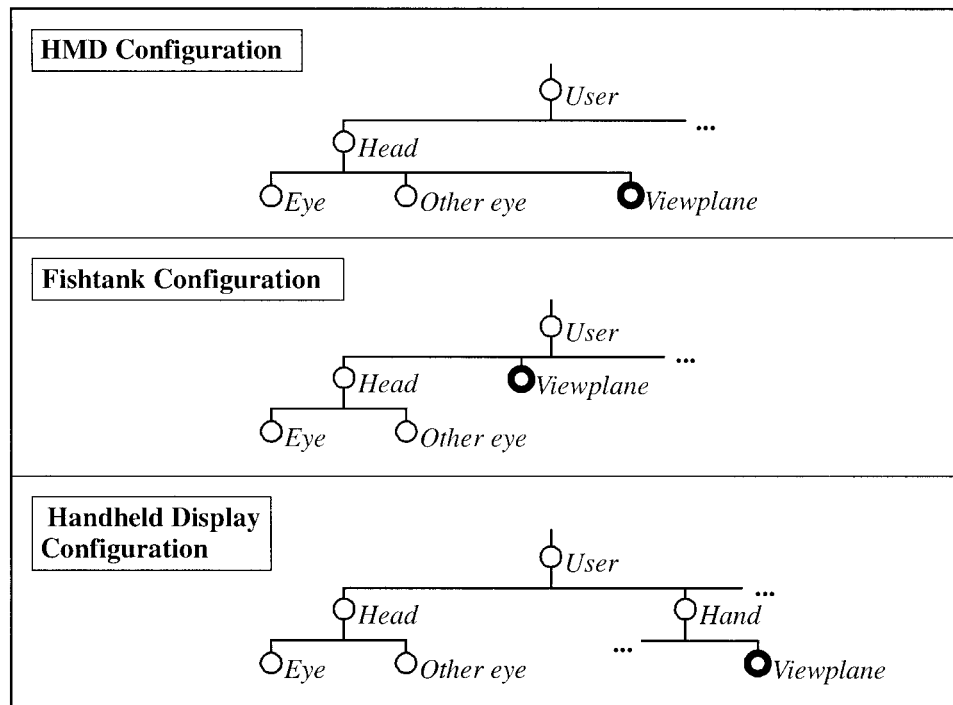 HMD Configuration
User
...
Head
Eye
Other eye
Viewplane
Fishtank Configuration
User
...
Head
Viewplane
Eye
Other eye
Handheld Display
Configuration
User
...
Head
Hand
...
Eye
Other eye
Viewplane